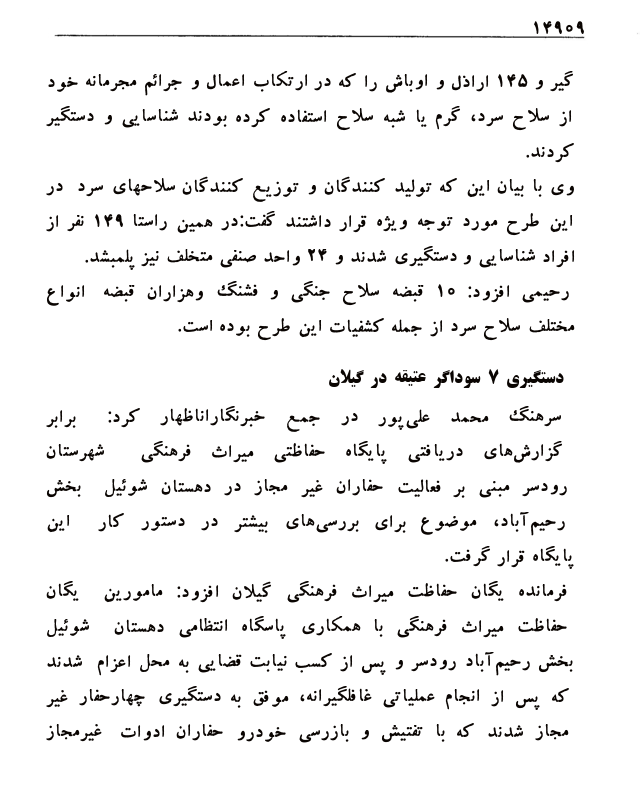 ۱۴۹۰۹
گیر و ۱۴۵ اراذل و اوباش را که در ارتکاب اعمال و جرائم مجرمانه خود
از سلاح سرد، گرم یا شبه سلاح استفاده کرده بودند شناسایی و دستگیر
کردند.
وی با بیان این که تولید کنندگان و توزیع کنندگان سلاحهای سرد در
این طرح مورد توجه ویژه قرار داشتند گفت:در همین راستا ۱۴۹ نفر از
افراد شناسایی و دستگیری شدند و ۲۴ واحد صنفی متخلف نیز پلمبشد.
رحیمی افزود: ۱۰ قبضه سلاح جنگی و فشنگ وهزاران قبضه انواع
مختلف سلاح سرد از جمله کشفیات این طرح بوده است.
دستگیری ۷ سوداگر عتیقه در گیلان
سرهنگ محمد علی‌پور در جمع خبرنگاراناظهار کرد: برابر
گزارش‌های دریافتی پایگاه حفاظتی میراث فرهنگی شهرستان
رودسر مبنی بر فعالیت حفاران غیر مجاز در دهستان شوئیل بخش
رحیم‌آباد، موضوع برای بررسی‌های بیشتر در دستور کار این
پایگاه قرار گرفت.
فرمانده یگان حفاظت میراث فرهنگی گیلان افزود: مامورین یگان
حفاظت میراث فرهنگی با همکاری پاسگاه انتظامی دهستان شوئیل
بخش رحیم‌آباد رودسر و پس از کسب نیابت قضایی به محل اعزام شدند
که پس از انجام عملیاتی غافلگیرانه، موفق به دستگیری چهارحفار غیر
مجاز شدند که با تفتیش و بازرسی خودرو حفاران ادوات غیرمجاز